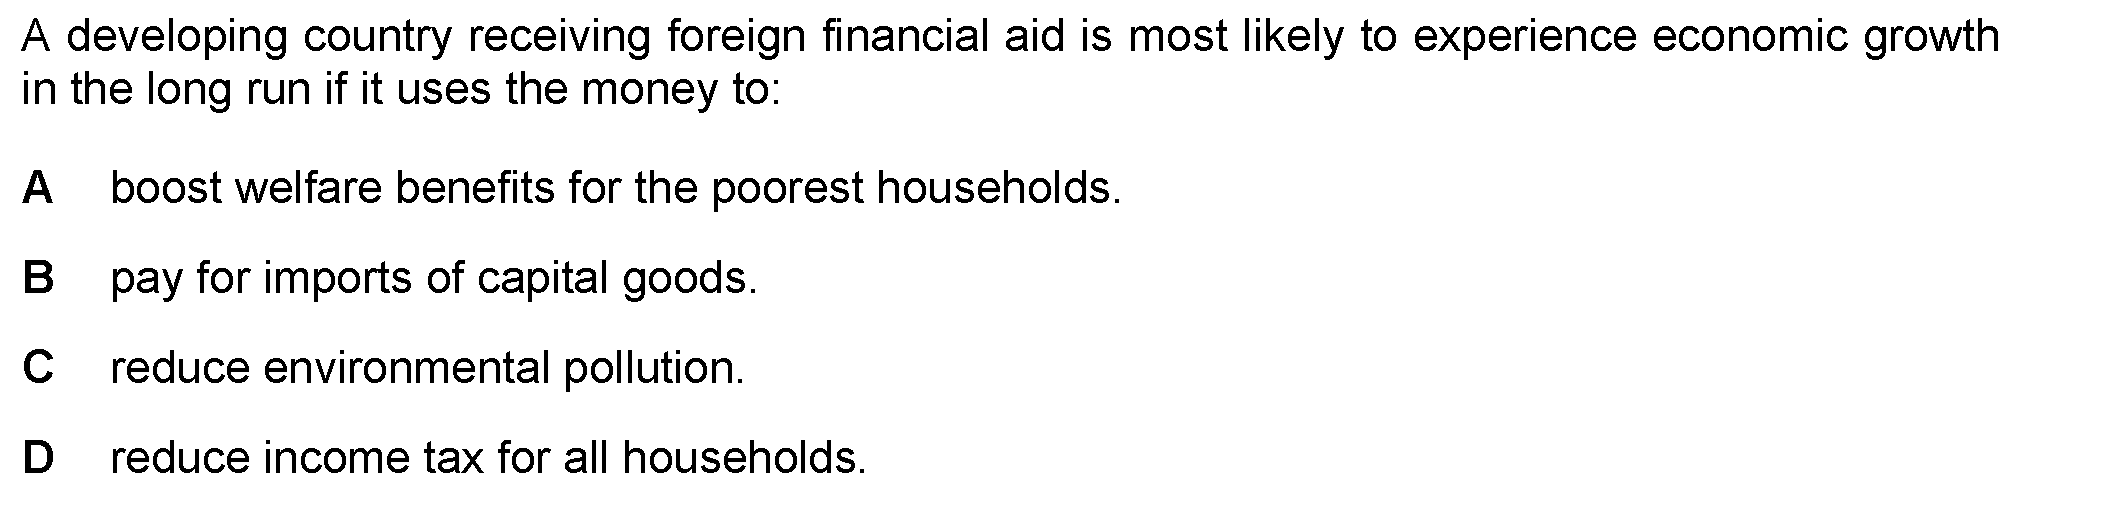 A developing country receiving foreign financial aid is most likely to experience economic growth
in the long run if it uses the money to:
A boost welfare benefits for the poorest households.
B pay for imports of capital goods.
C reduce environmental pollution.
D reduce income tax for all households.